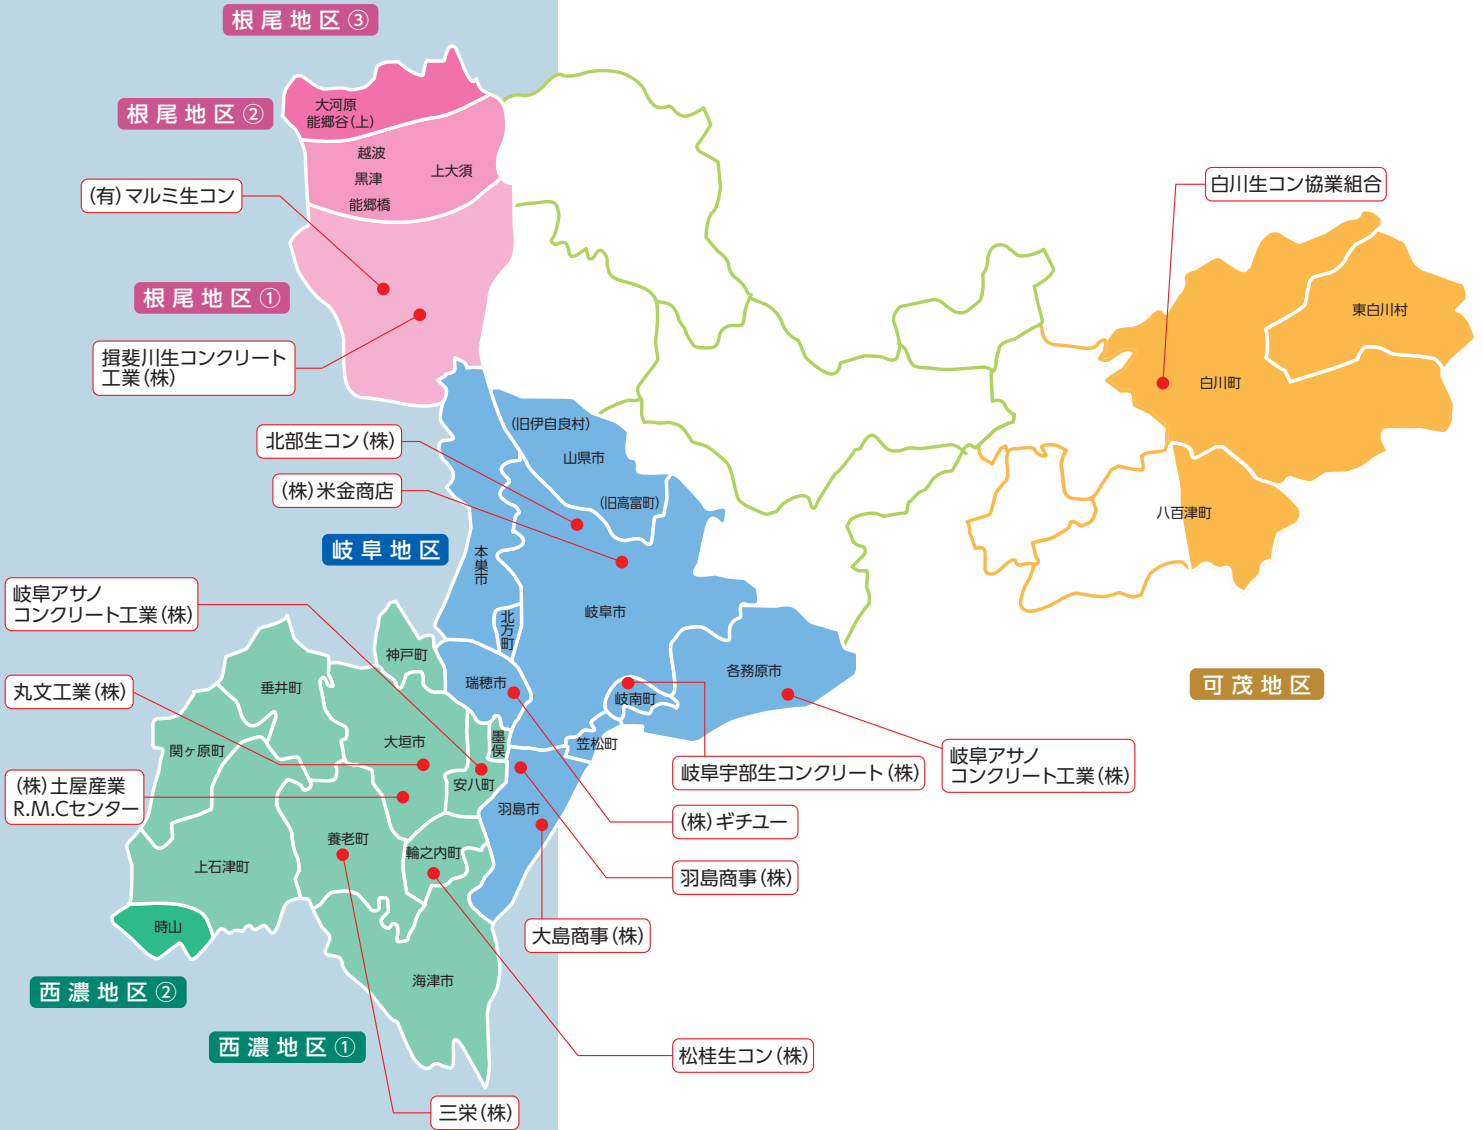 根尾地区③
大河原
能郷谷(上)
根尾地区②
越波
上大須
黒津
能郷橋
(有)マルミ生コン
白川生コン協業組合
根尾地区①
東白川村
揖斐川生コンクリート
工業(株)
白川町
(旧伊自良村)
北部生コン(株)
山県市
(株)米金商店
(旧高富町)
八百津町
岐阜地区
本巣市
岐阜アサノ
コンクリート工業(株)
岐阜市
北方町
神戸町
各務原市
丸文工業(株)
垂井町
瑞穂市
岐南町
可茂地区
関ヶ原町
大垣市
墨俣
笠松町
岐阜宇部生コンクリート(株)
岐阜アサノ
コンクリート工業(株)
(株)土屋産業
R.M.Cセンター
安八町
羽島市
(株)ギチユー
養老町
輪之内町
上石津町
羽島商事(株)
時山
大島商事(株)
海津市
西濃地区②
西濃地区①
松桂生コン(株)
三栄(株)